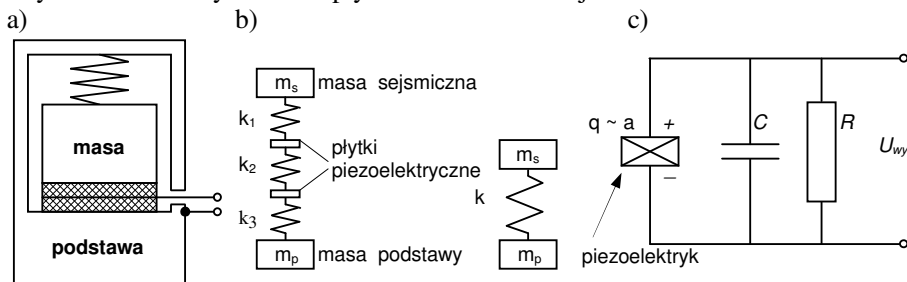 a)
b)
c)
masa
podstawa
m_s masa sejsmiczna
k_1
płytki
piezoelektryczne
k_2
k_3
m_p masa podstawy
m_s
k
m_p
q ~ a
+
–
C
R
U_wy
piezoelektryk